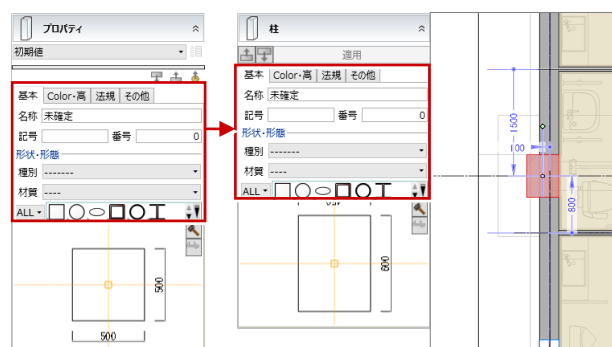 プロパティ
初期値
基本 Color・高 法規 その他
名称 未確定
記号 番号 0
形状・形態
種別 -------
材質 ----
ALL
500
500
柱
適用
基本 Color・高 法規 その他
名称 未確定
記号 番号 0
形状・形態
種別 -------
材質 ----
ALL
600
1500
100
800